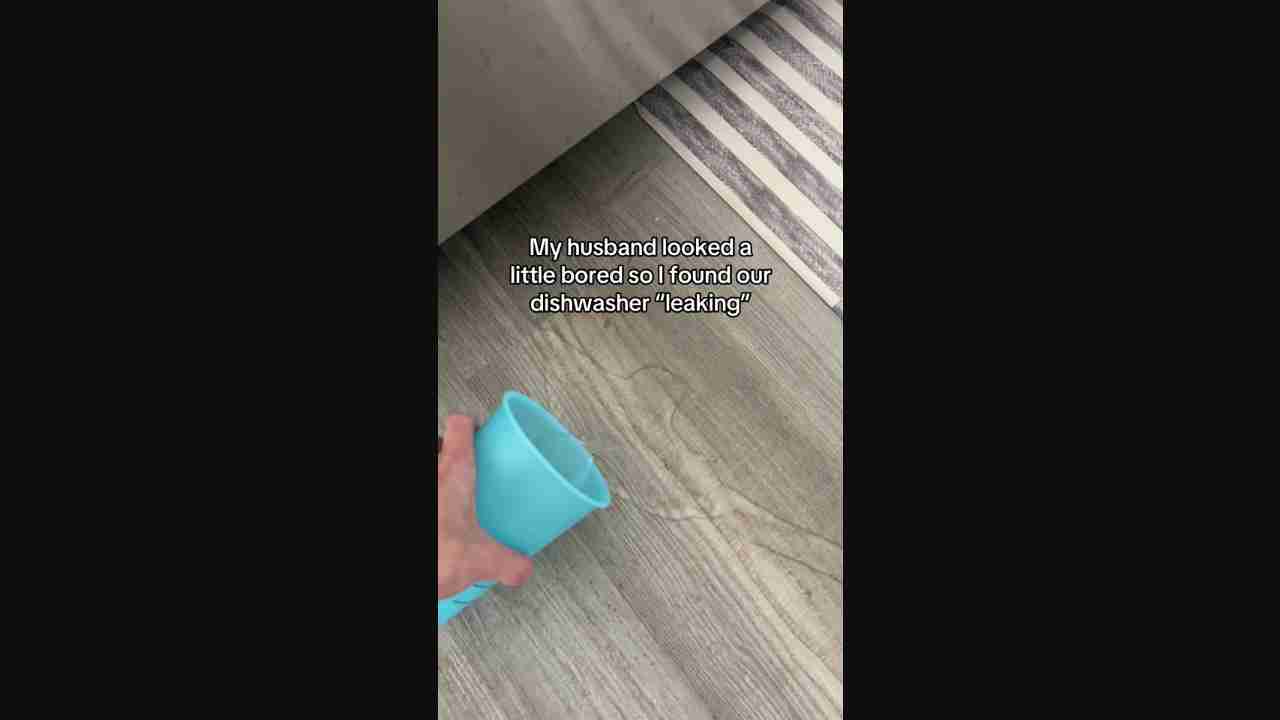 My husband looked a
little bored so I found our
dishwasher “leaking”